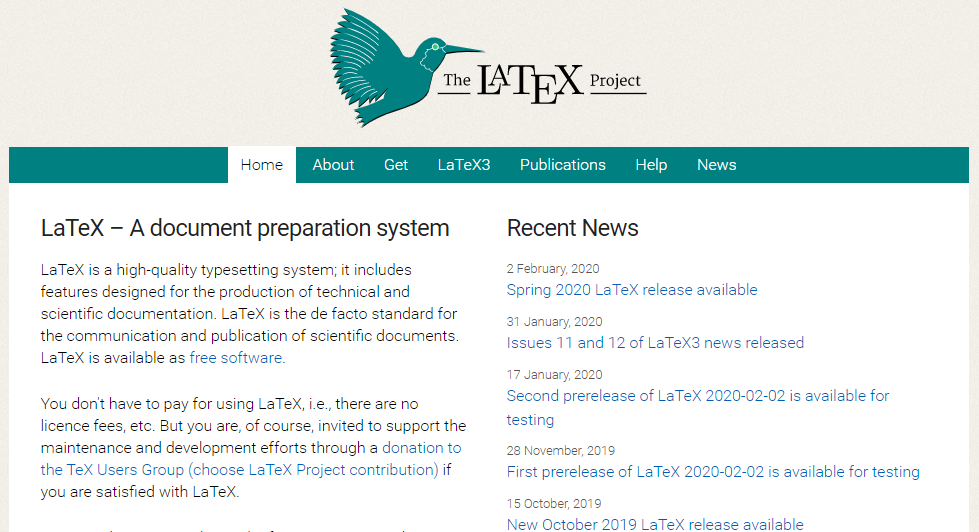 The LATEX Project
Home About Get LaTeX3 Publications Help News
LaTeX – A document preparation system
LaTeX is a high-quality typesetting system; it includes
features designed for the production of technical and
scientific documentation. LaTeX is the de facto standard for
the communication and publication of scientific documents.
LaTeX is available as free software.
You don't have to pay for using LaTeX, i.e., there are no
licence fees, etc. But you are, of course, invited to support the
maintenance and development efforts through a donation to
the TeX Users Group (choose LaTeX Project contribution) if
you are satisfied with LaTeX.
Recent News
2 February, 2020
Spring 2020 LaTeX release available
31 January, 2020
Issues 11 and 12 of LaTeX3 news released
17 January, 2020
Second prerelease of LaTeX 2020-02-02 is available for
testing
28 November, 2019
First prerelease of LaTeX 2020-02-02 is available for testing
15 October, 2019
New October 2019 LaTeX release available